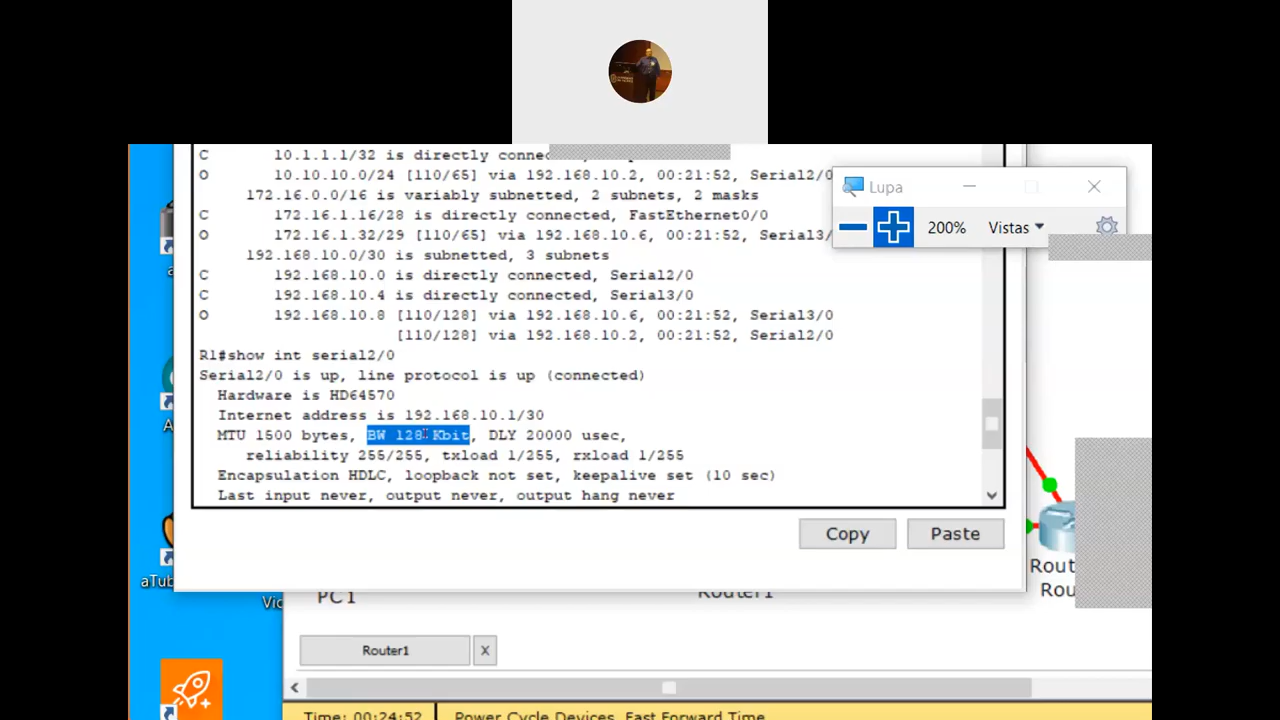 C       10.1.1.1/32 is directly
O       10.10.10.0/24 [110/65] via 192.168.10.2, 00:21:52, Serial2/0
172.16.0.0/16 is variably subnetted, 2 subnets, 2 masks
C       172.16.1.16/28 is directly connected, FastEthernet0/0
O       172.16.1.32/29 [110/65] via 192.168.10.6, 00:21:52, Serial3/
192.168.10.0/30 is subnetted, 3 subnets
C       192.168.10.0 is directly connected, Serial2/0
C       192.168.10.4 is directly connected, Serial3/0
O       192.168.10.8 [110/128] via 192.168.10.6, 00:21:52, Serial3/0
[110/128] via 192.168.10.2, 00:21:52, Serial2/0
R1#show int serial2/0
Serial2/0 is up, line protocol is up (connected)
Hardware is HD64570
Internet address is 192.168.10.1/30
MTU 1500 bytes, BW 128 Kbit, DLY 20000 usec,
reliability 255/255, txload 1/255, rxload 1/255
Encapsulation HDLC, loopback not set, keepalive set (10 sec)
Last input never, output never, output hang never
Lupa
200%
Vistas
Copy
Paste
Rout
Rou
aTub
Vic
PC1
Router1
Router1
X
Time: 00:24:52
Power Cycle Devices Fast Forward Time